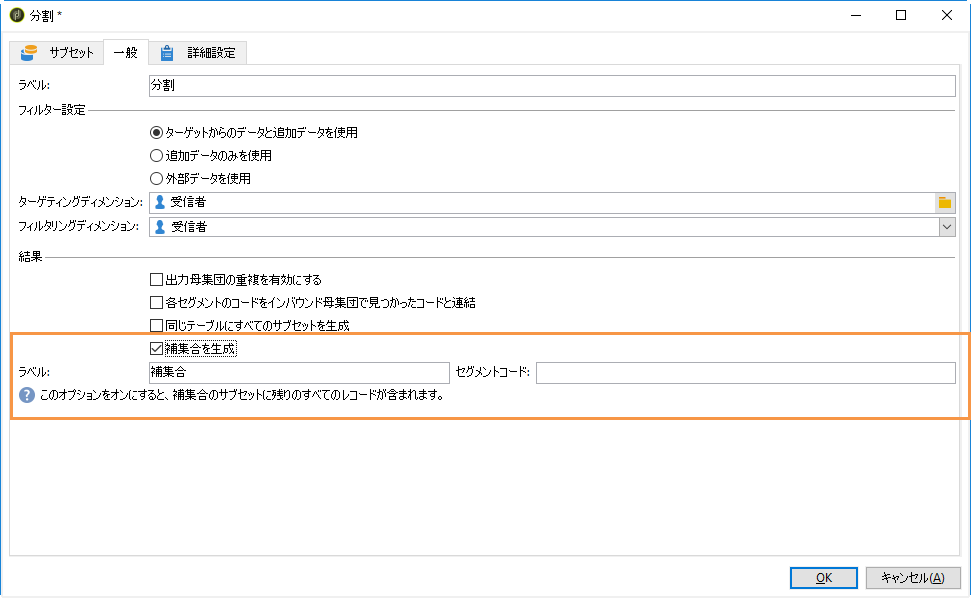 分割 *
サブセット 一般 詳細設定
ラベル: 分割
フィルター設定
ターゲットからのデータと追加データを使用
追加データのみを使用
外部データを使用
ターゲティングディメンション: 受信者
フィルタリングディメンション: 受信者
結果
出力母集団の重複を有効にする
各セグメントのコードをインバウンド母集団で見つかったコードと連結
同じテーブルにすべてのサブセットを生成
補集合を生成
ラベル: 補集合 セグメントコード:
? このオプションをオンにすると、補集合のサブセットに残りのすべてのレコードが含まれます。
OK キャンセル(A)